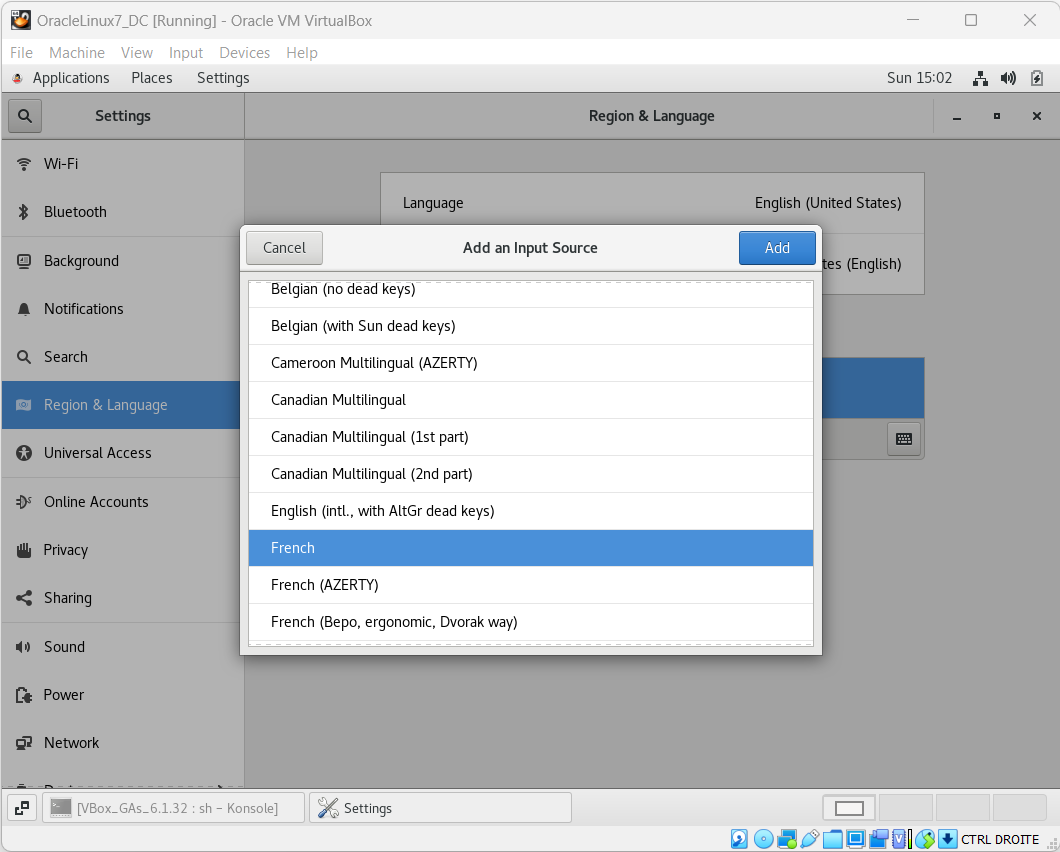 OracleLinux7_DC [Running] - Oracle VM VirtualBox
File Machine View Input Devices Help
Applications Places Settings Sun 15:02
Settings Region & Language
Wi-Fi
Bluetooth
Background
Notifications
Search
Region & Language
Universal Access
Online Accounts
Privacy
Sharing
Sound
Power
Network
Language English (United States)
(English)
Cancel Add an Input Source Add
Belgian (no dead keys)
Belgian (with Sun dead keys)
Cameroon Multilingual (AZERTY)
Canadian Multilingual
Canadian Multilingual (1st part)
Canadian Multilingual (2nd part)
English (intl., with AltGr dead keys)
French
French (AZERTY)
French (Bepo, ergonomic, Dvorak way)
[VBox_GAs_6.1.32 : sh – Konsole] Settings
CTRL DROITE